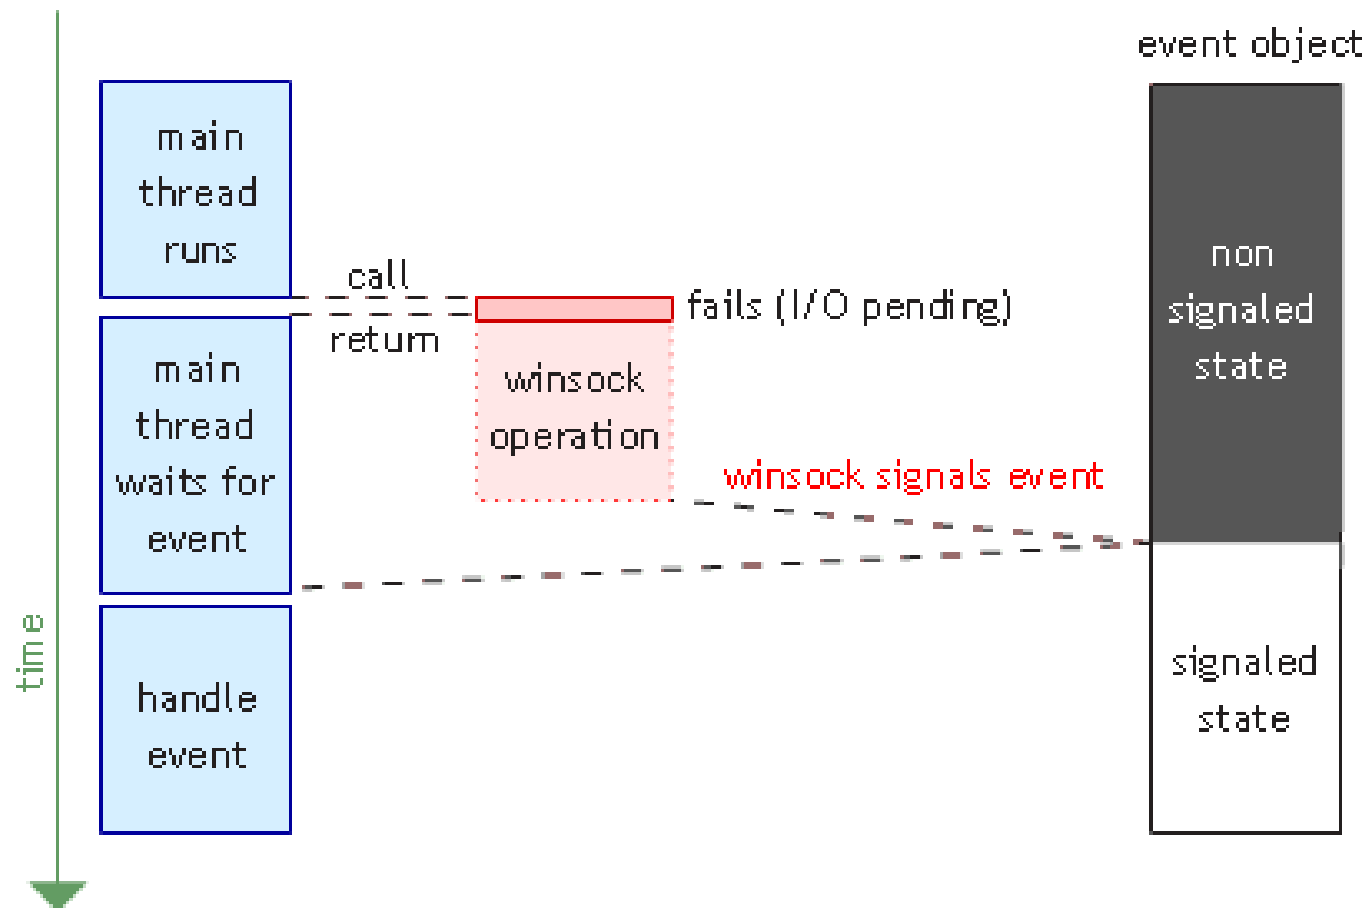 event object
main
thread
runs
call
return
fails (I/O pending)
main
thread
waits for
event
winsock
operation
winsock signals event
non
signaled
state
time
handle
event
signaled
state